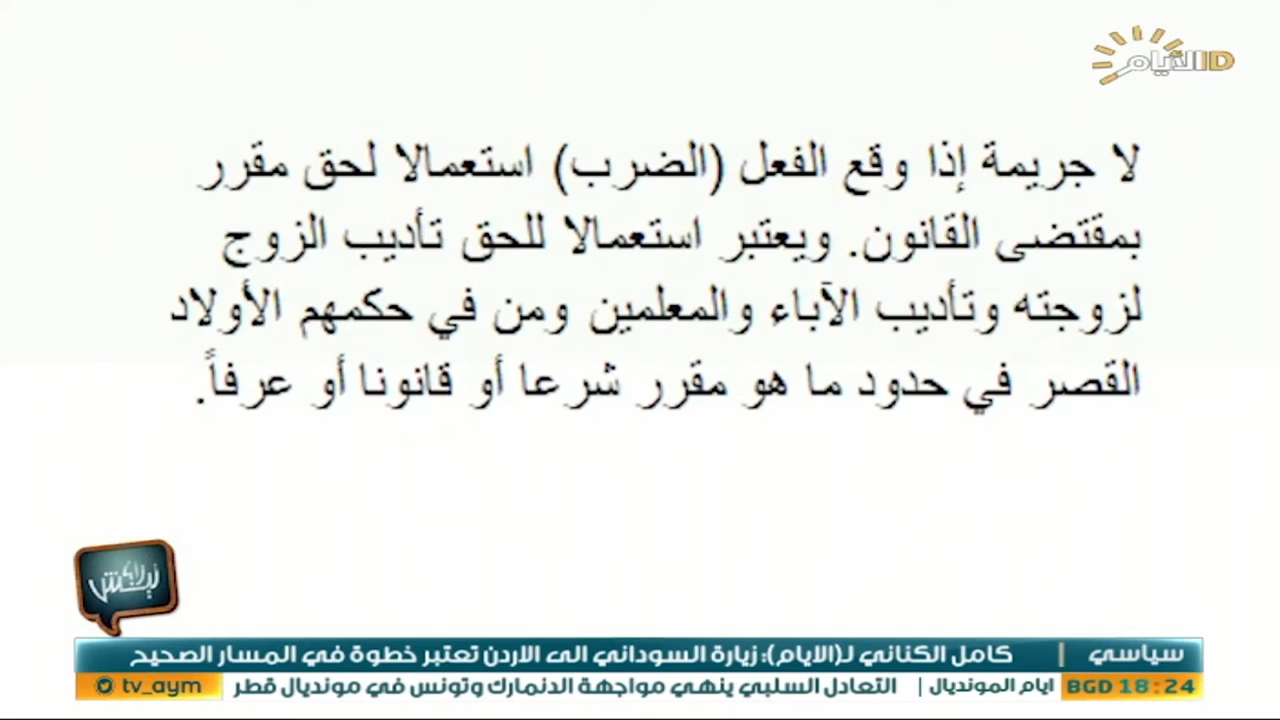 الأيام ID
لا جريمة إذا وقع الفعل (الضرب) استعمالا لحق مقرر
بمقتضى القانون. ويعتبر استعمالا للحق تأديب الزوج
لزوجته وتأديب الآباء والمعلمين ومن في حكمهم الأولاد
القصر في حدود ما هو مقرر شرعا أو قانونا أو عرفاً.
سياسي | كامل الكناني لـ(الايام): زيارة السوداني الى الاردن تعتبر خطوة في المسار الصحيح
BGD 18:24 ايام المونديال | التعادل السلبي ينهي مواجهة الدنمارك وتونس في مونديال قطر tv_aym